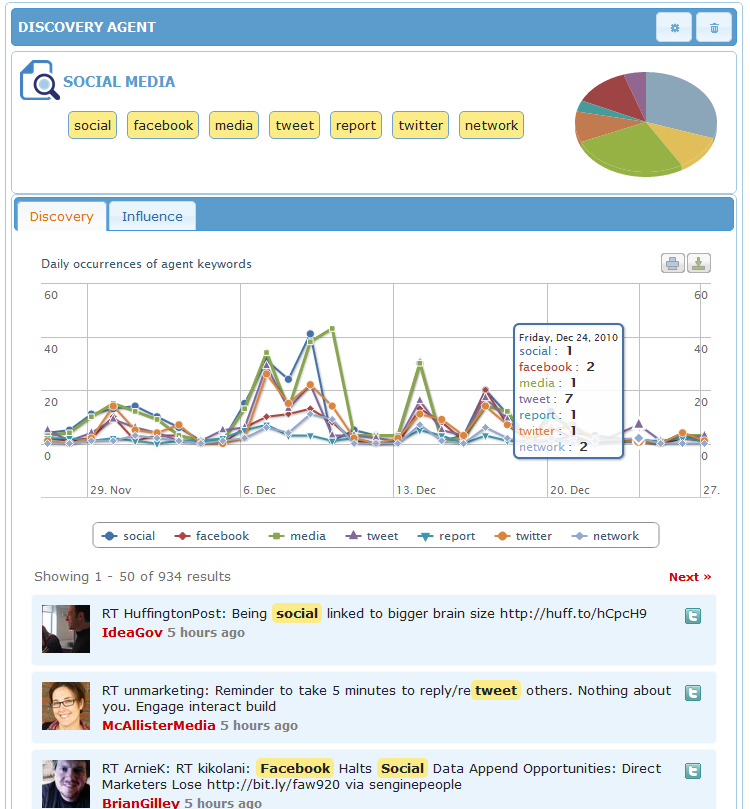 DISCOVERY AGENT
SOCIAL MEDIA
social facebook media tweet report twitter network
Discovery Influence
Daily occurrences of agent keywords
60 60
40 40
20 20
0 0
Friday, Dec 24, 2010
social : 1
facebook : 2
media : 1
tweet : 7
report : 1
twitter : 1
network : 2
29. Nov 6. Dec 13. Dec 20. Dec 27.
social facebook media tweet report twitter network
Showing 1 - 50 of 934 results Next »
RT HuffingtonPost: Being social linked to bigger brain size http://huff.to/hCpcH9
IdeaGov 5 hours ago
RT unmarketing: Reminder to take 5 minutes to reply/retweet others. Nothing about
you. Engage interact build
McAllisterMedia 5 hours ago
RT ArnieK: RT kikolani: Facebook Halts Social Data Append Opportunities: Direct
Marketers Lose http://bit.ly/faw920 via senginepeople
BrianGilley 5 hours ago